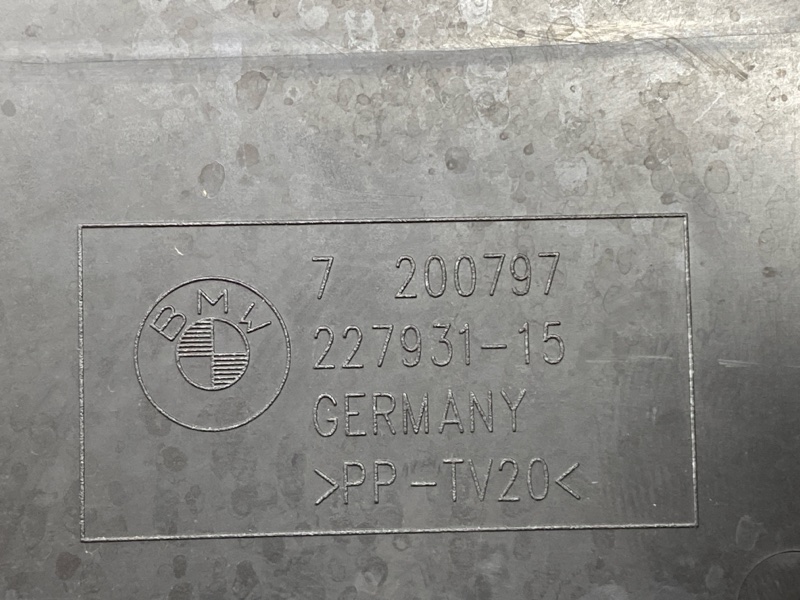 BMW
7 200797
227931-15
GERMANY
>PP-TV20<